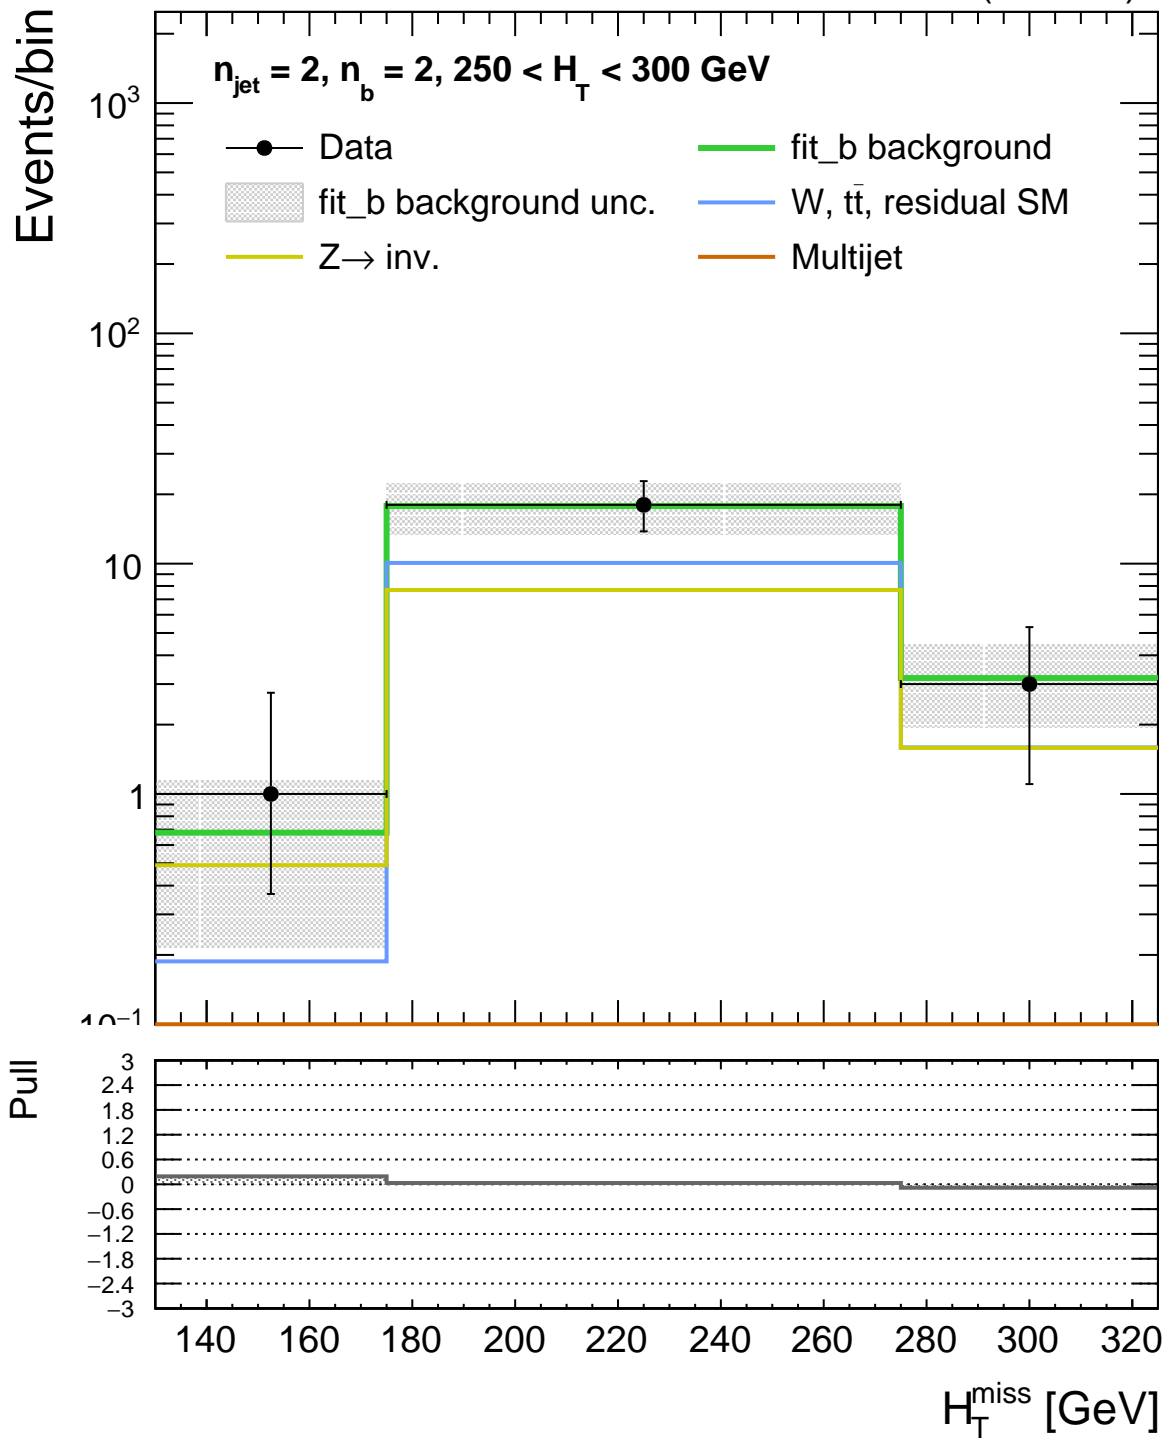 n_jet = 2, n_b = 2, 250 < H_T < 300 GeV
Data
fit_b background
fit_b background unc.
W, tt̄, residual SM
Z→ inv.
Multijet
Events/bin
10³
10²
10
1
10⁻¹
Pull
3
2.4
1.8
1.2
0.6
0
−0.6
−1.2
−1.8
−2.4
−3
140 160 180 200 220 240 260 280 300 320
H_T^miss [GeV]